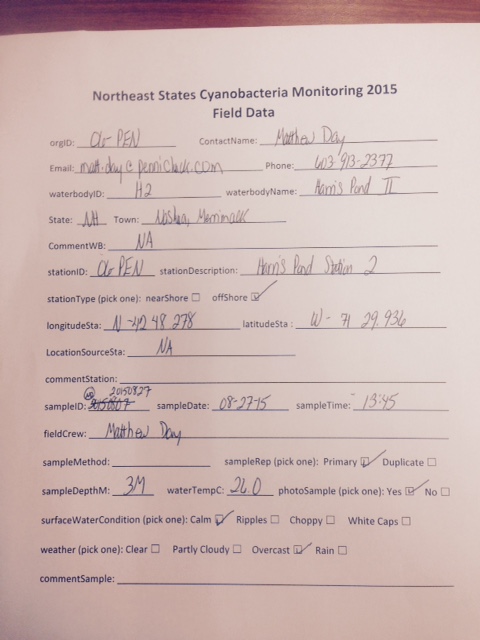 Northeast States Cyanobacteria Monitoring 2015
Field Data
orgID: CB-PEN ContactName: Matthew Day
Email: matt.day@pennichuck.com Phone: 603-913-2377
waterbodyID: H2 waterbodyName: Harris Pond II
State: NH Town: Nashua, Merrimack
CommentWB: NA
stationID: CB-PEN stationDescription: Harris Pond Station 2
stationType (pick one): nearShore ☐ offShore ☑
longitudeSta: N -42 48.278 latitudeSta : W - 71 29.936
LocationSourceSta: NA
commentStation:
MD 20150827
sampleID: 20150807 sampleDate: 08-27-15 sampleTime: 13:45
fieldCrew: Matthew Day
sampleMethod: sampleRep (pick one): Primary ☑ Duplicate ☐
sampleDepthM: 3M waterTempC: 26.0 photoSample (pick one): Yes ☑ No ☐
surfaceWaterCondition (pick one): Calm ☑ Ripples ☐ Choppy ☐ White Caps ☐
weather (pick one): Clear ☐ Partly Cloudy ☐ Overcast ☑ Rain ☐
commentSample: